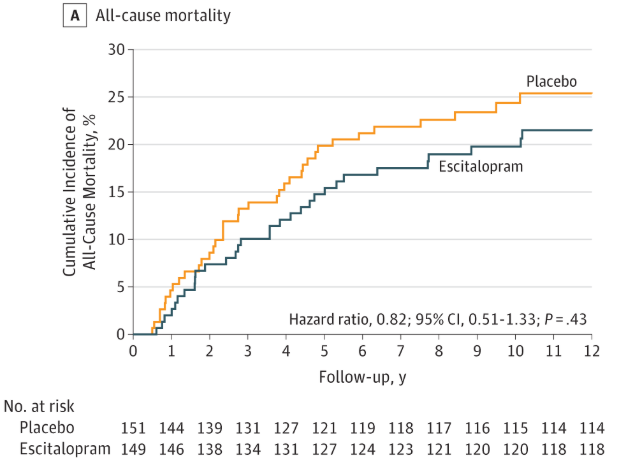 A All-cause mortality
30
25
20
15
10
5
0
Cumulative Incidence of
All-Cause Mortality, %
Placebo
Escitalopram
Hazard ratio, 0.82; 95% CI, 0.51-1.33; P = .43
0 1 2 3 4 5 6 7 8 9 10 11 12
Follow-up, y
No. at risk
Placebo 151 144 139 131 127 121 119 118 117 116 115 114 114
Escitalopram 149 146 138 134 131 127 124 123 121 120 120 118 118